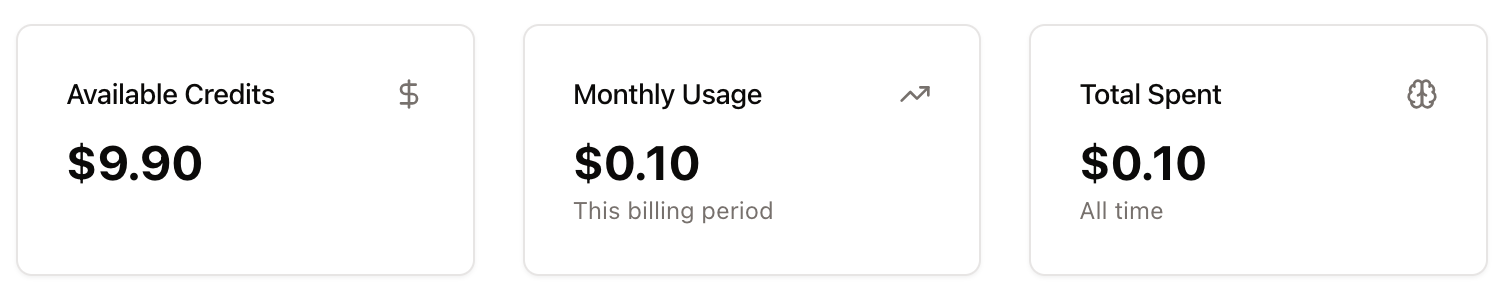 Available Credits
$9.90
Monthly Usage
$0.10
This billing period
Total Spent
$0.10
All time